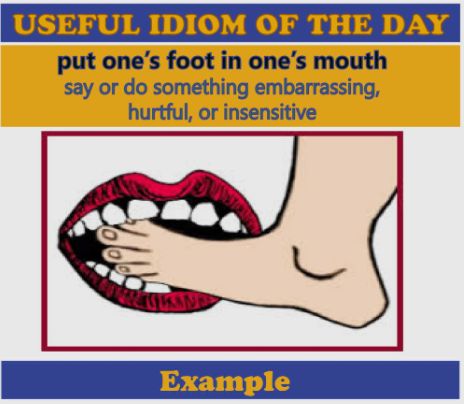 USEFUL IDIOM OF THE DAY
put one's foot in one's mouth
say or do something embarrassing,
hurtful, or insensitive
Example